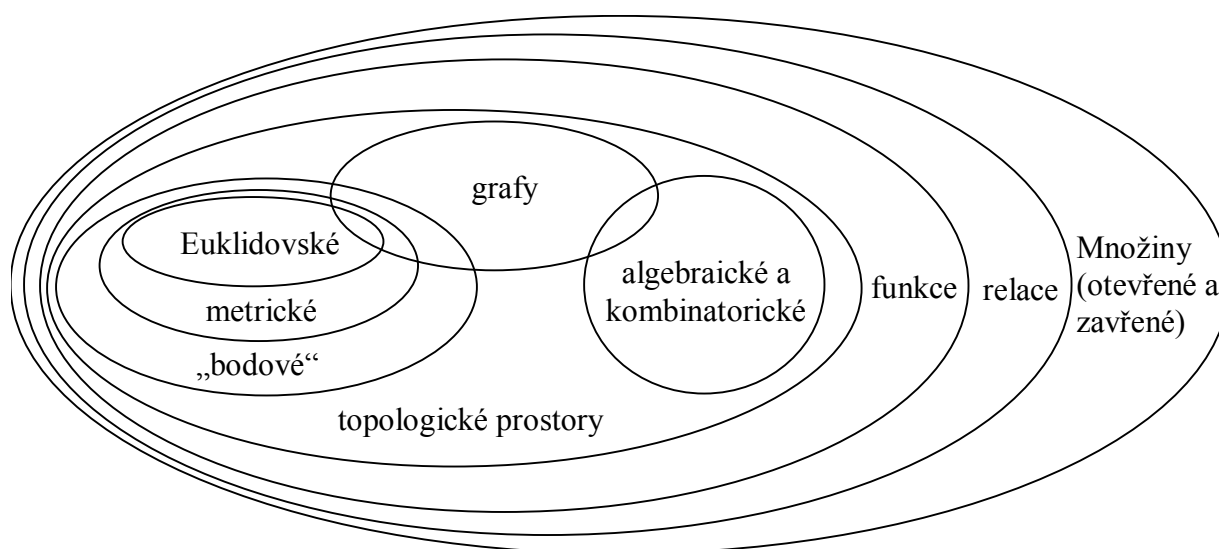 grafy
Euklidovské
metrické
„bodové“
topologické prostory
algebraické a
kombinatorické
funkce
relace
Množiny
(otevřené a
zavřené)